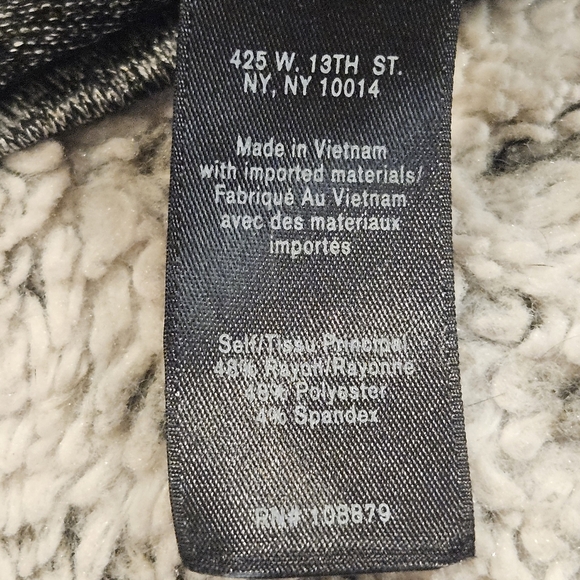 425 W. 13TH ST.
NY, NY 10014
Made in Vietnam
with imported materials/
Fabriqué Au Vietnam
avec des materiaux
importés
Self/Tissu Principal
48% Rayon/Rayonne
48% Polyester
4% Spandex
RN# 108879